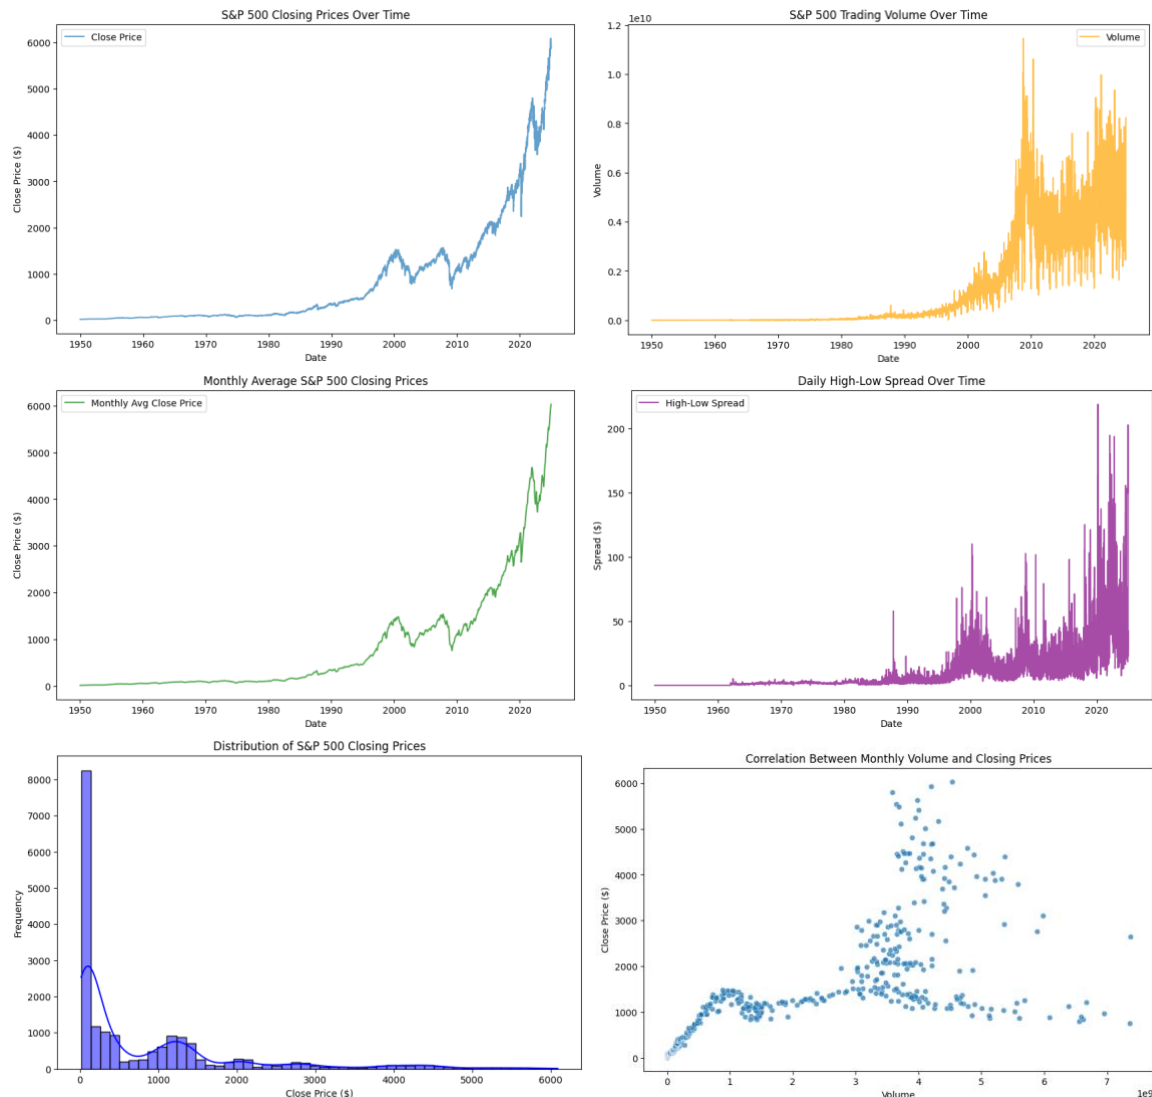 S&P 500 Closing Prices Over Time
Close Price
Close Price ($)
6000
5000
4000
3000
2000
1000
0
1950 1960 1970 1980 1990 2000 2010 2020
Date
S&P 500 Trading Volume Over Time
1e10
Volume
Volume
1.2
1.0
0.8
0.6
0.4
0.2
0.0
1950 1960 1970 1980 1990 2000 2010 2020
Date
Monthly Average S&P 500 Closing Prices
Monthly Avg Close Price
Close Price ($)
6000
5000
4000
3000
2000
1000
0
1950 1960 1970 1980 1990 2000 2010 2020
Date
Daily High-Low Spread Over Time
High-Low Spread
Spread ($)
200
150
100
50
0
1950 1960 1970 1980 1990 2000 2010 2020
Date
Distribution of S&P 500 Closing Prices
Frequency
8000
7000
6000
5000
4000
3000
2000
1000
0
0 1000 2000 3000 4000 5000 6000
Close Price ($)
Correlation Between Monthly Volume and Closing Prices
Close Price ($)
6000
5000
4000
3000
2000
1000
0
0 1 2 3 4 5 6 7
Volume
1e9